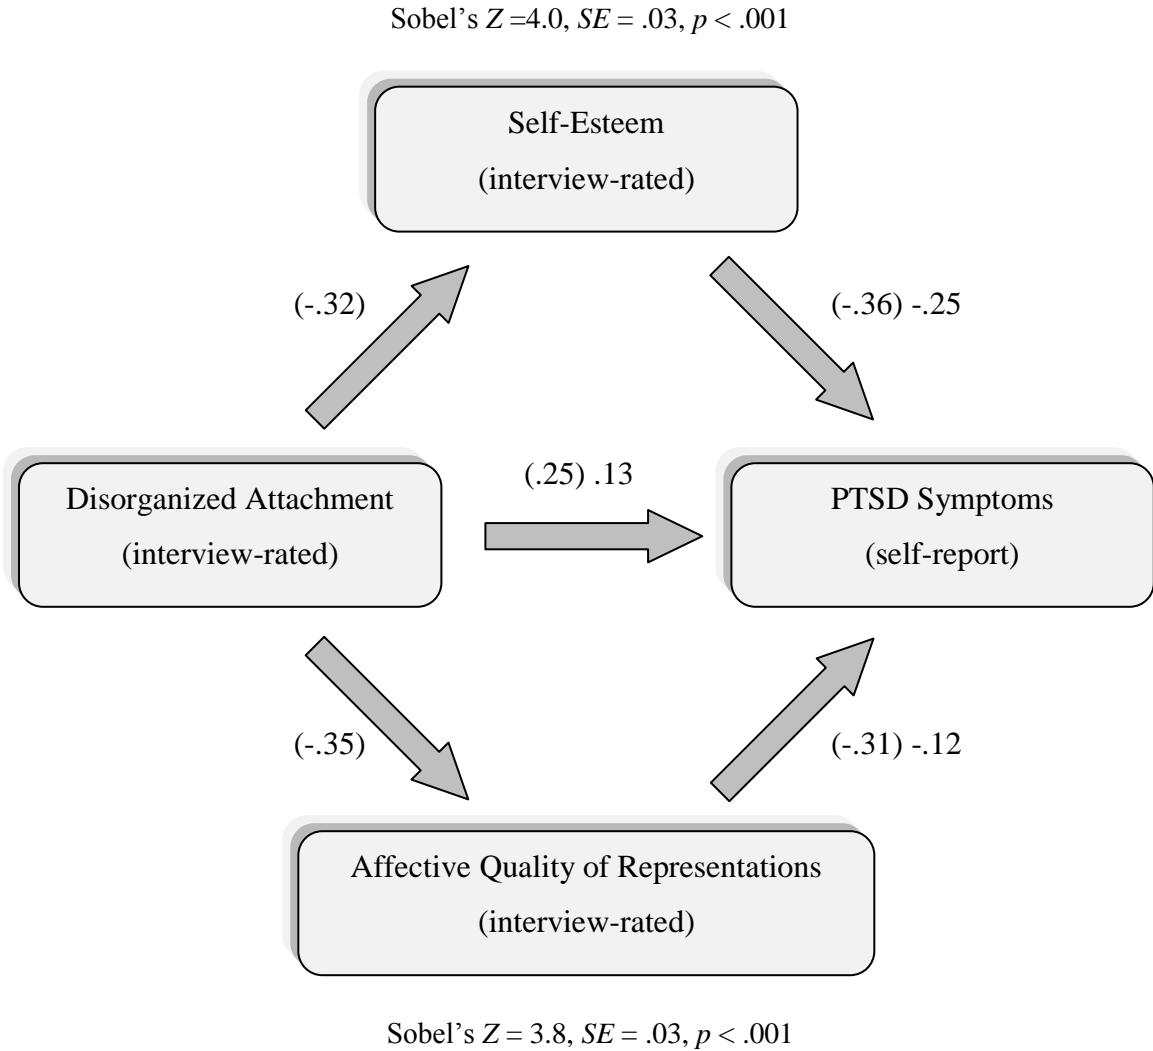 Sobel’s Z =4.0, SE = .03, p < .001
Self-Esteem
(interview-rated)
(-.32)
(-.36) -.25
(.25) .13
Disorganized Attachment
(interview-rated)
PTSD Symptoms
(self-report)
(-.35)
(-.31) -.12
Affective Quality of Representations
(interview-rated)
Sobel’s Z = 3.8, SE = .03, p < .001